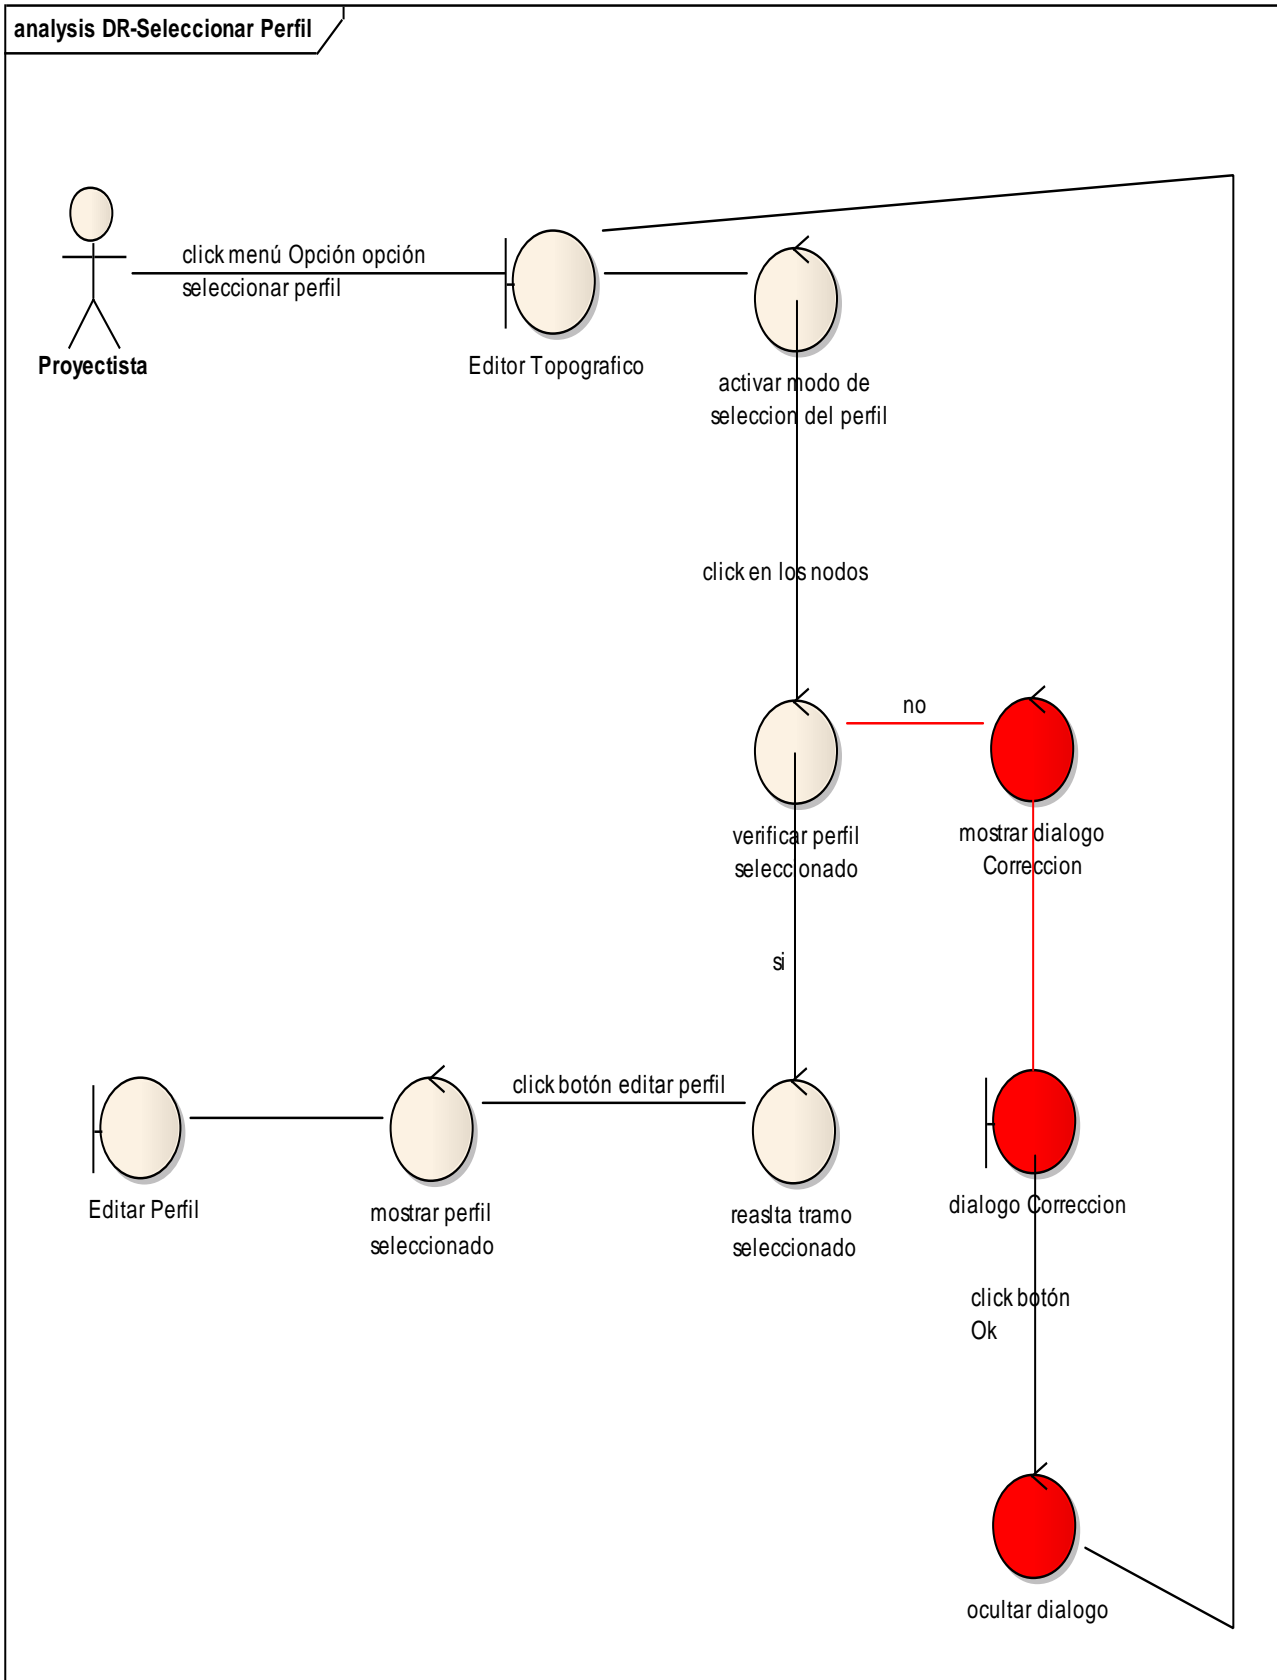 analysis DR-Seleccionar Perfil
click menú Opción opción
seleccionar perfil
Proyectista
Editor Topografico
activar modo de
seleccion del perfil
click en los nodos
no
verificar perfil
seleccionado
mostrar dialogo
Correccion
si
click botón editar perfil
Editar Perfil
mostrar perfil
seleccionado
reaslta tramo
seleccionado
dialogo Correccion
click botón
Ok
ocultar dialogo